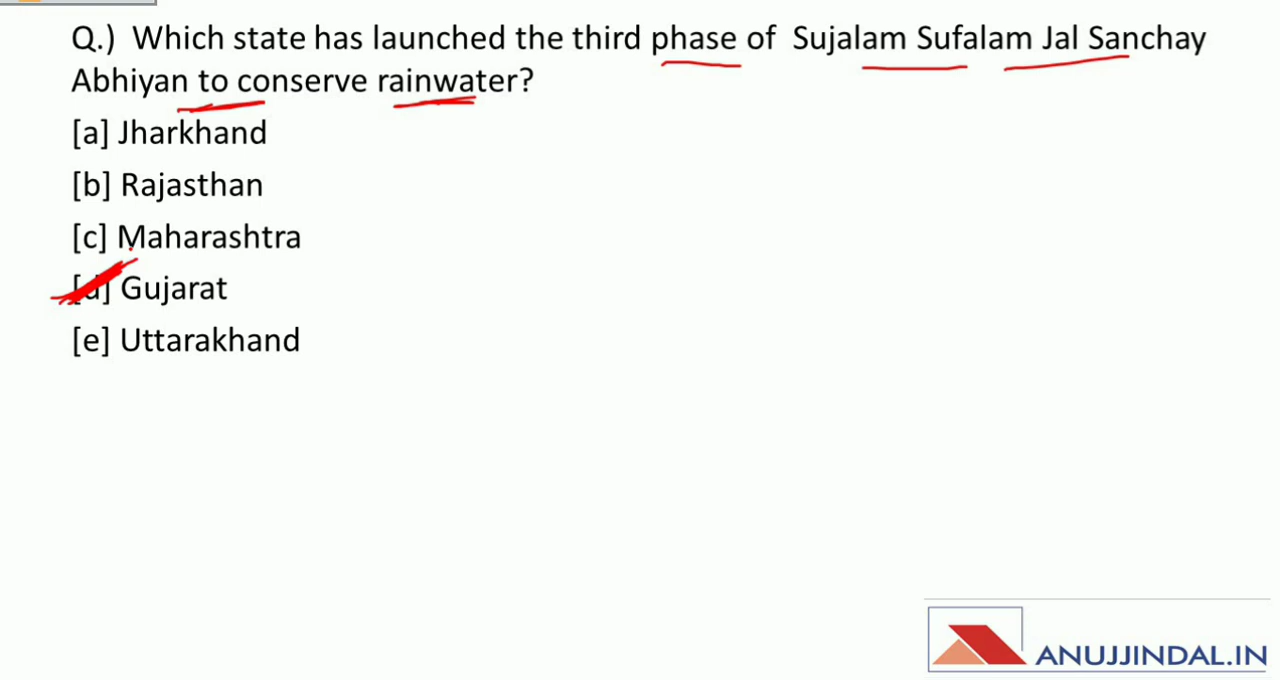 Q.) Which state has launched the third phase of Sujalam Sufalam Jal Sanchay
Abhiyan to conserve rainwater?
[a] Jharkhand
[b] Rajasthan
[c] Maharashtra
[d] Gujarat
[e] Uttarakhand
ANUJJINDAL.IN